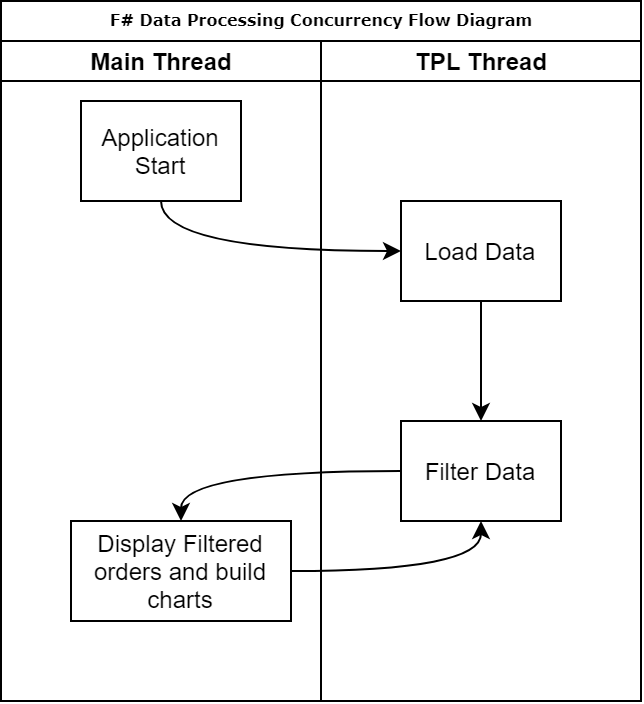 F# Data Processing Concurrency Flow Diagram
Main Thread
TPL Thread
Application
Start
Load Data
Filter Data
Display Filtered
orders and build
charts